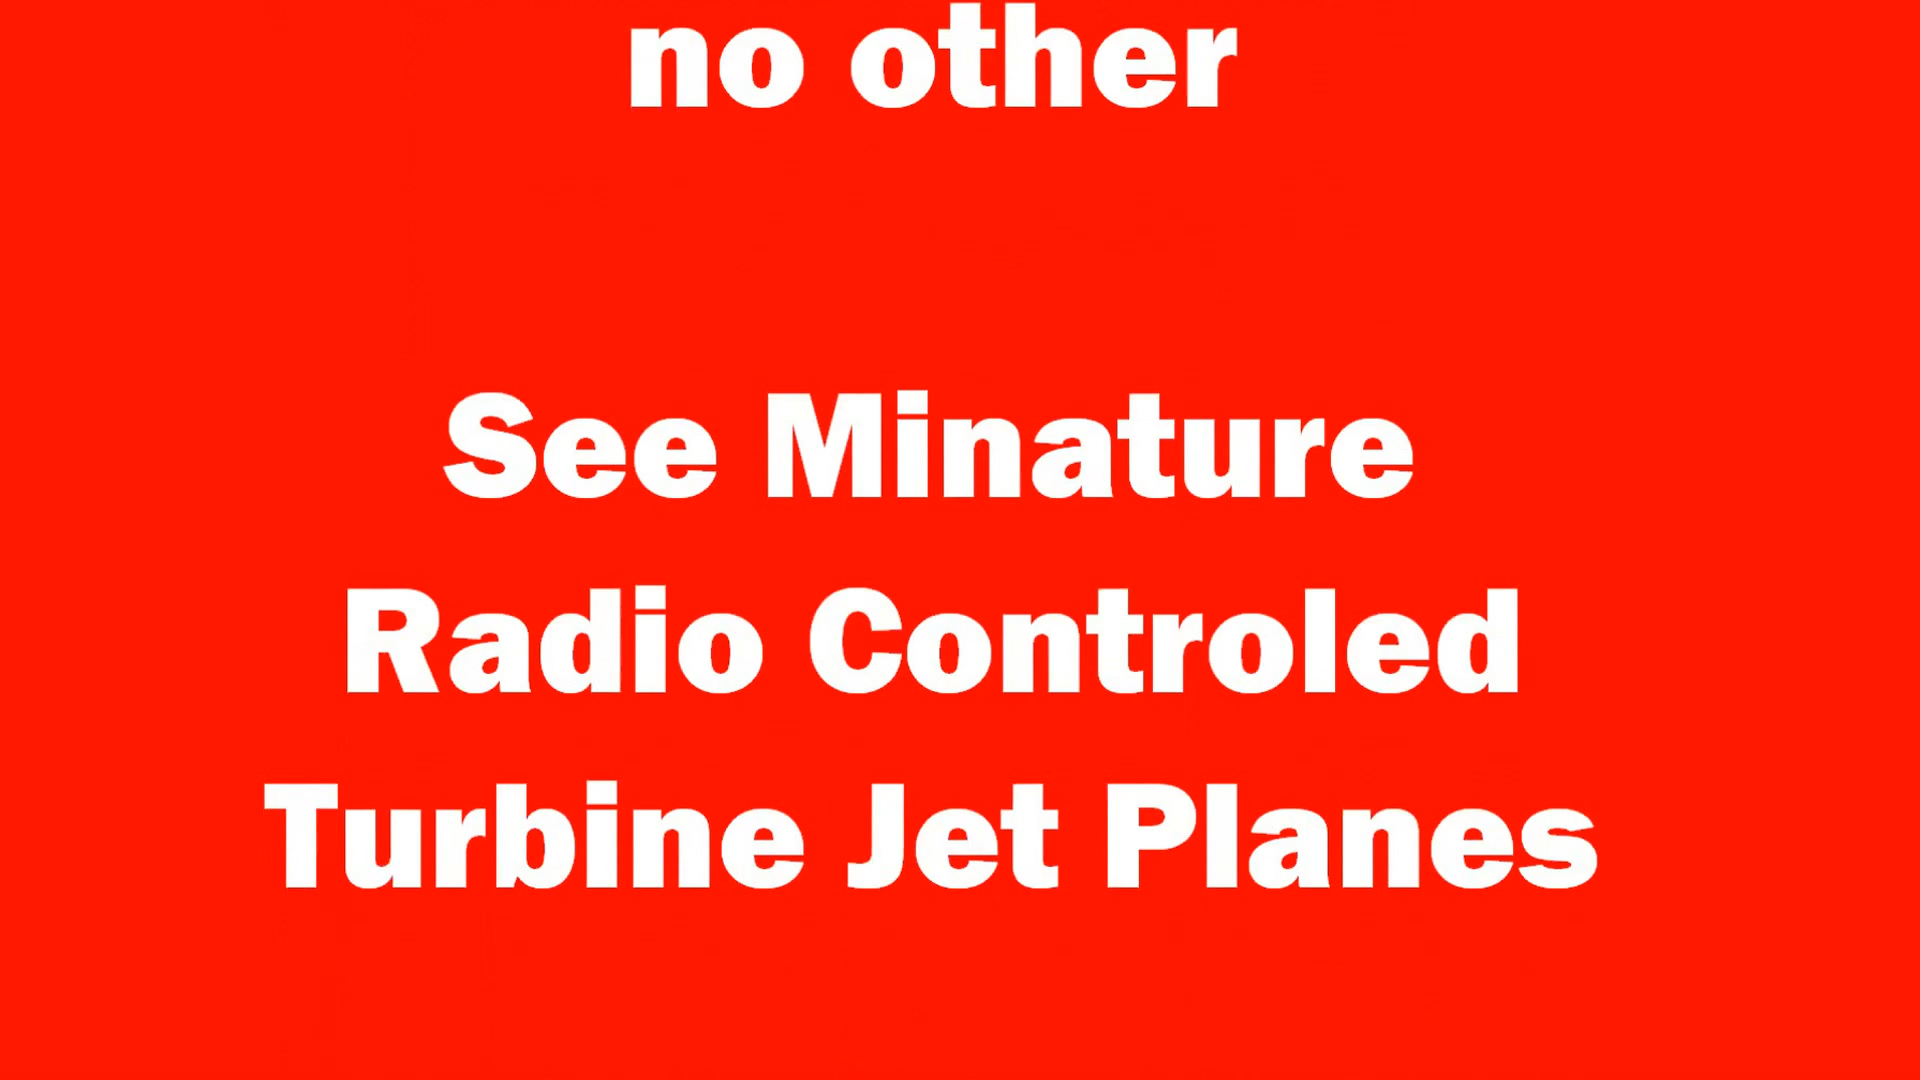 no other
See Minature
Radio Controled
Turbine Jet Planes